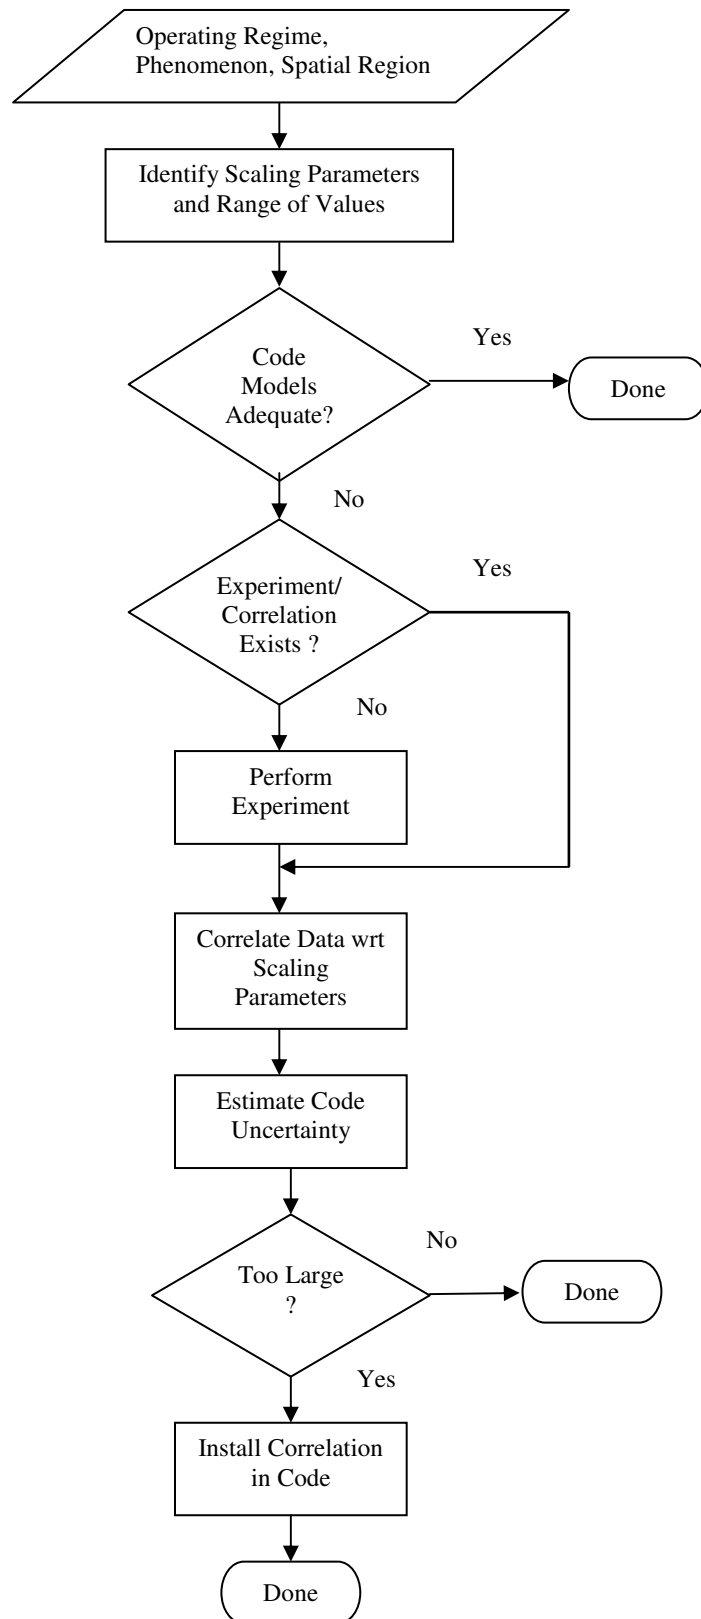 Operating Regime,
Phenomenon, Spatial Region
Identify Scaling Parameters
and Range of Values
Yes
Code
Models
Adequate?
Done
No
Yes
Experiment/
Correlation
Exists ?
No
Perform
Experiment
Correlate Data wrt
Scaling
Parameters
Estimate Code
Uncertainty
No
Too Large
?
Done
Yes
Install Correlation
in Code
Done